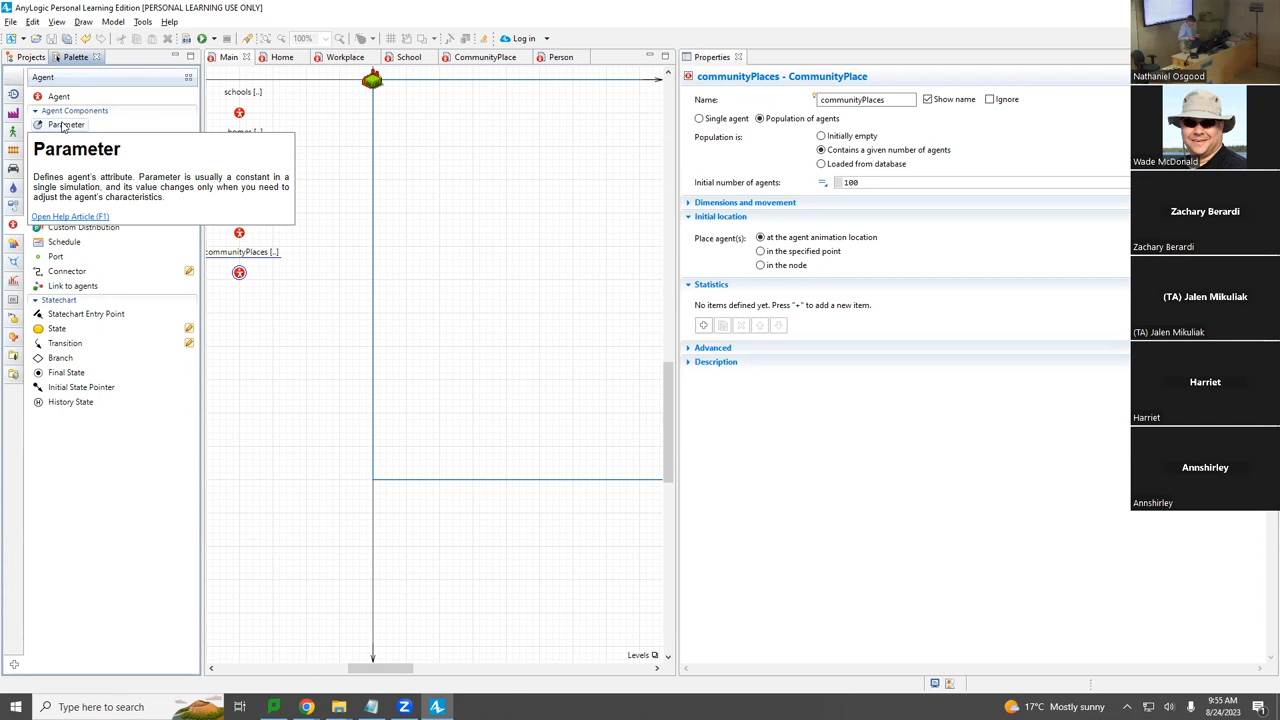 AnyLogic Personal Learning Edition [PERSONAL LEARNING USE ONLY]
File Edit View Draw Model Tools Help
100% Log in
Projects Palette Main Home Workplace School CommunityPlace Person Properties
Agent
Agent
Agent Components
Parameter
Parameter
Defines agent's attribute. Parameter is usually a constant in a
single simulation, and its value changes only when you need to
adjust the agent's characteristics.
Open Help Article (F1)
Custom Distribution
Schedule
Port
Connector
Link to agents
Statechart
Statechart Entry Point
State
Transition
Branch
Final State
Initial State Pointer
History State
schools [..]
homes [..]
communityPlaces [..]
Levels
communityPlaces - CommunityPlace
Name: communityPlaces Show name Ignore
Single agent Population of agents
Population is: Initially empty
Contains a given number of agents
Loaded from database
Initial number of agents: 100
Dimensions and movement
Initial location
Place agent(s): at the agent animation location
in the specified point
in the node
Statistics
No items defined yet. Press "+" to add a new item.
Advanced
Description
Nathaniel Osgood
Wade McDonald
Zachary Berardi
Zachary Berardi
(TA) Jalen Mikuliak
(TA) Jalen Mikuliak
Harriet
Harriet
Annshirley
Annshirley
Type here to search
17°C Mostly sunny
9:55 AM
8/24/2023